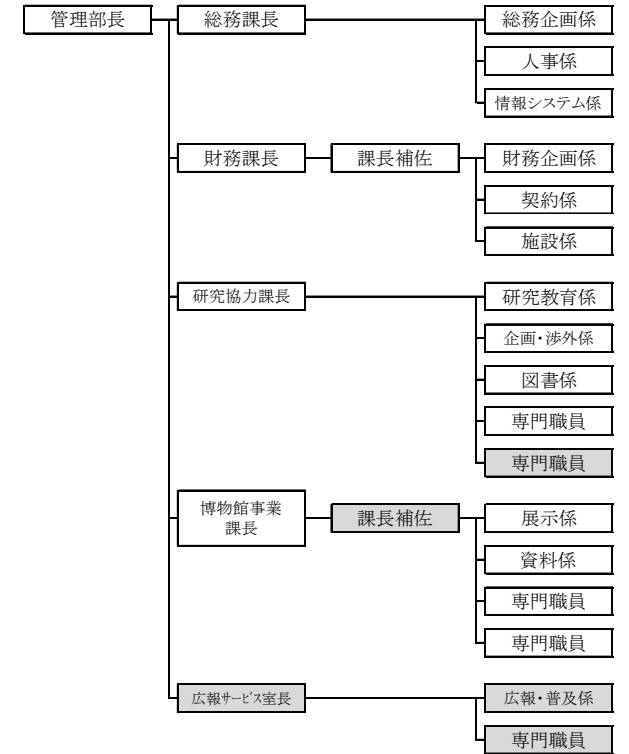 管理部長
総務課長
総務企画係
人事係
情報システム係
財務課長
課長補佐
財務企画係
契約係
施設係
研究協力課長
研究教育係
企画・渉外係
図書係
専門職員
専門職員
博物館事業
課長
課長補佐
展示係
資料係
専門職員
専門職員
広報ｻｰﾋﾞｽ室長
広報・普及係
専門職員